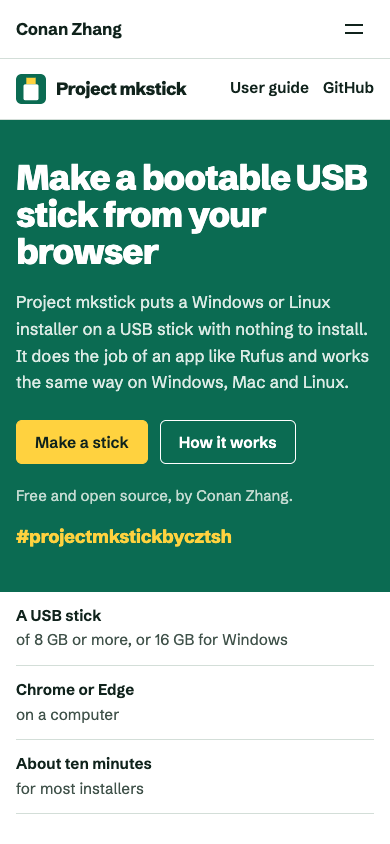 Conan Zhang
Project mkstick
User guide
GitHub
Make a bootable USB
stick from your
browser
Project mkstick puts a Windows or Linux
installer on a USB stick with nothing to install.
It does the job of an app like Rufus and works
the same way on Windows, Mac and Linux.
Make a stick
How it works
Free and open source, by Conan Zhang.
#projectmkstickbycztsh
A USB stick
of 8 GB or more, or 16 GB for Windows
Chrome or Edge
on a computer
About ten minutes
for most installers